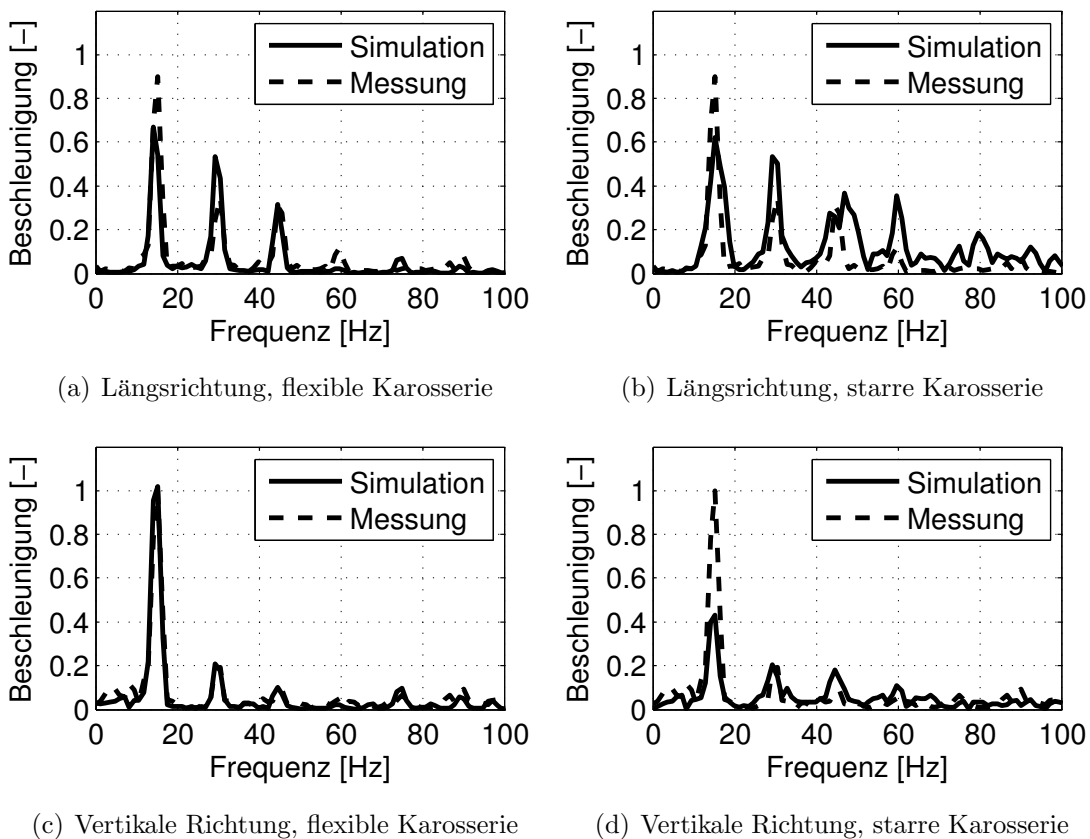 Beschleunigung [−]
1
0.8
0.6
0.4
0.2
0
Simulation
Messung
0 20 40 60 80 100
Frequenz [Hz]
(a) Längsrichtung, flexible Karosserie
Beschleunigung [−]
1
0.8
0.6
0.4
0.2
0
Simulation
Messung
0 20 40 60 80 100
Frequenz [Hz]
(b) Längsrichtung, starre Karosserie
Beschleunigung [−]
1
0.8
0.6
0.4
0.2
0
Simulation
Messung
0 20 40 60 80 100
Frequenz [Hz]
(c) Vertikale Richtung, flexible Karosserie
Beschleunigung [−]
1
0.8
0.6
0.4
0.2
0
Simulation
Messung
0 20 40 60 80 100
Frequenz [Hz]
(d) Vertikale Richtung, starre Karosserie